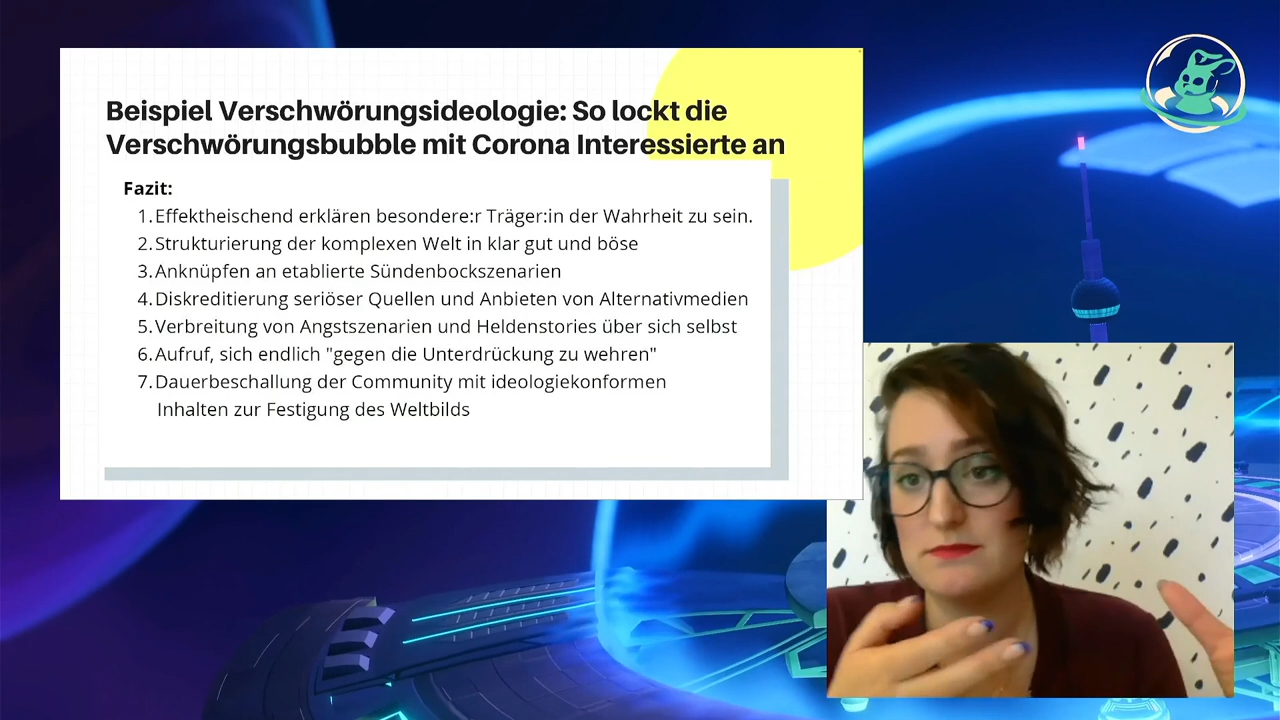 Beispiel Verschwörungsideologie: So lockt die
Verschwörungsbubble mit Corona Interessierte an
Fazit:
1. Effektheischend erklären besondere:r Träger:in der Wahrheit zu sein.
2. Strukturierung der komplexen Welt in klar gut und böse
3. Anknüpfen an etablierte Sündenbockszenarien
4. Diskreditierung seriöser Quellen und Anbieten von Alternativmedien
5. Verbreitung von Angstszenarien und Heldenstories über sich selbst
6. Aufruf, sich endlich "gegen die Unterdrückung zu wehren"
7. Dauerbeschallung der Community mit ideologiekonformen
Inhalten zur Festigung des Weltbilds